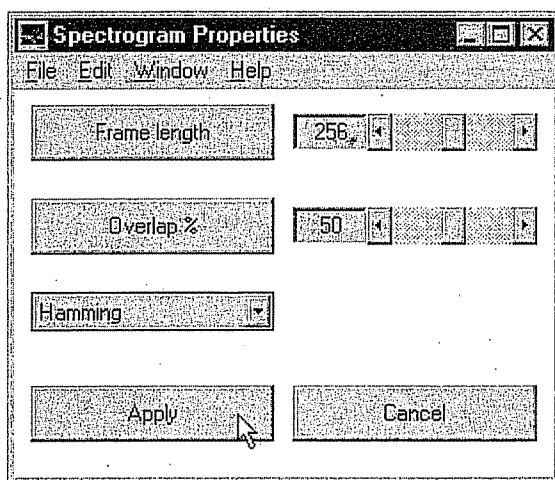 Spectrogram Properties
File Edit Window Help
Frame length 256
Overlap % 50
Hamming
Apply Cancel